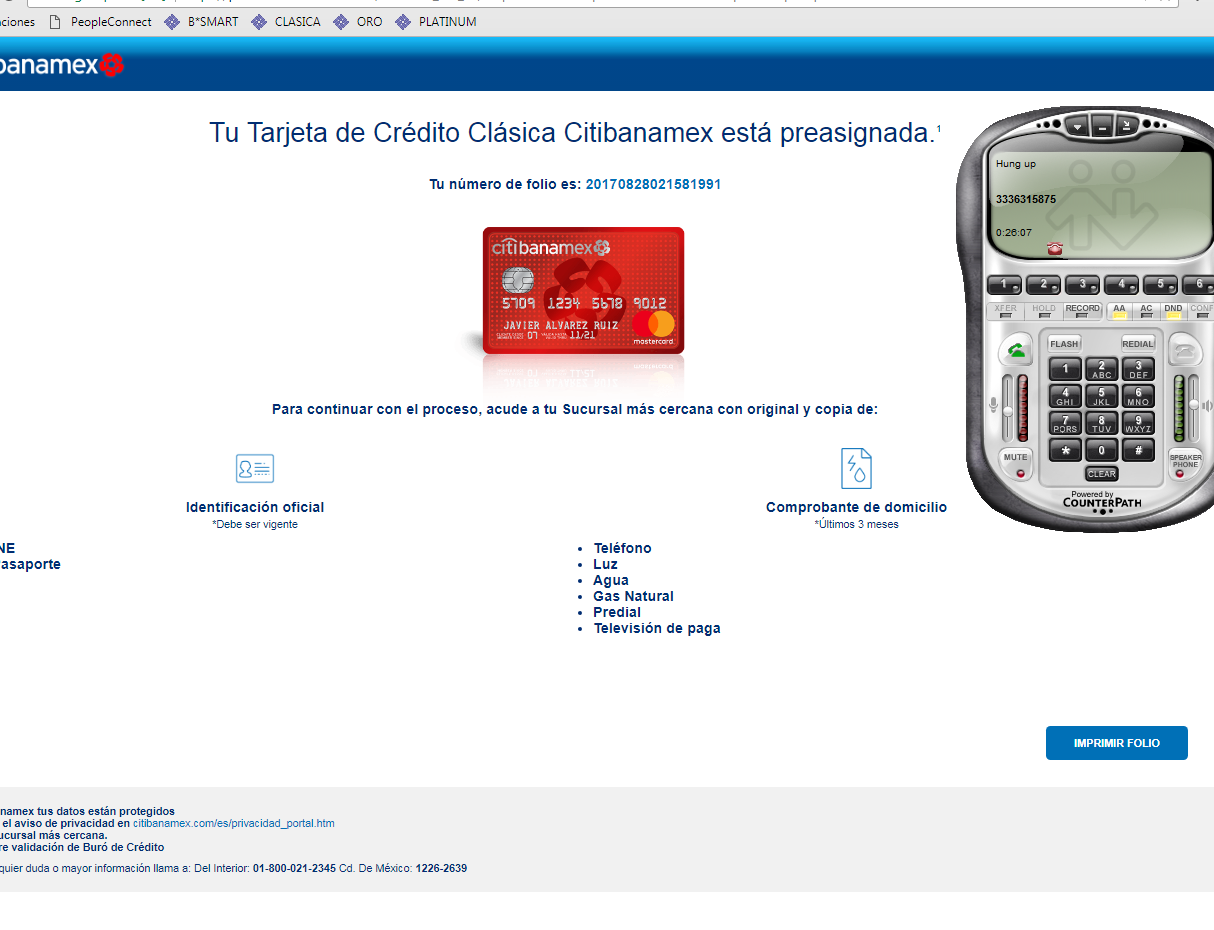 ciones PeopleConnect B*SMART CLASICA ORO PLATINUM
banamex
Tu Tarjeta de Crédito Clásica Citibanamex está preasignada.1
Tu número de folio es: 20170828021581991
citibanamex
5709 1234 5678 9012
JAVIER ALVAREZ RUIZ
07 11/21
mastercard
Para continuar con el proceso, acude a tu Sucursal más cercana con original y copia de:
Identificación oficial
*Debe ser vigente
NE
asaporte
Comprobante de domicilio
*Últimos 3 meses
• Teléfono
• Luz
• Agua
• Gas Natural
• Predial
• Televisión de paga
Hung up
3336315875
0:26:07
1 2 3 4 5 6
XFER HOLD RECORD AA AC DND CONF
FLASH REDIAL
1 2 ABC 3 DEF
4 GHI 5 JKL 6 MNO
7 PQRS 8 TUV 9 WXYZ
* 0 #
MUTE
SPEAKER
PHONE
CLEAR
Powered by
COUNTERPATH
IMPRIMIR FOLIO
namex tus datos están protegidos
el aviso de privacidad en citibanamex.com/es/privacidad_portal.htm
ucursal más cercana.
re validación de Buró de Crédito
quier duda o mayor información llama a: Del Interior: 01-800-021-2345 Cd. De México: 1226-2639